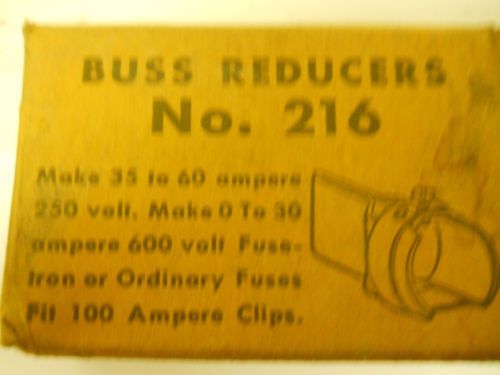 BUSS REDUCERS
No. 216
Make 35 to 60 ampere
250 volt, Make 0 To 30
ampere 600 volt Fuse-
tron or Ordinary Fuses
Fit 100 Ampere Clips.